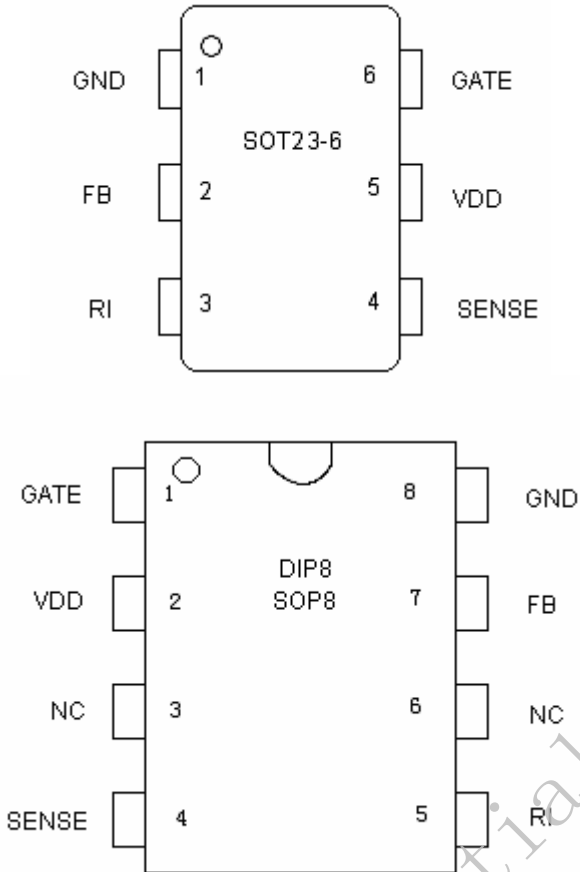 GND 1 6 GATE
SOT23-6
FB 2 5 VDD
RI 3 4 SENSE
GATE 1 8 GND
DIP8
VDD 2 SOP8 7 FB
NC 3 6 NC
SENSE 4 5 RI
tial